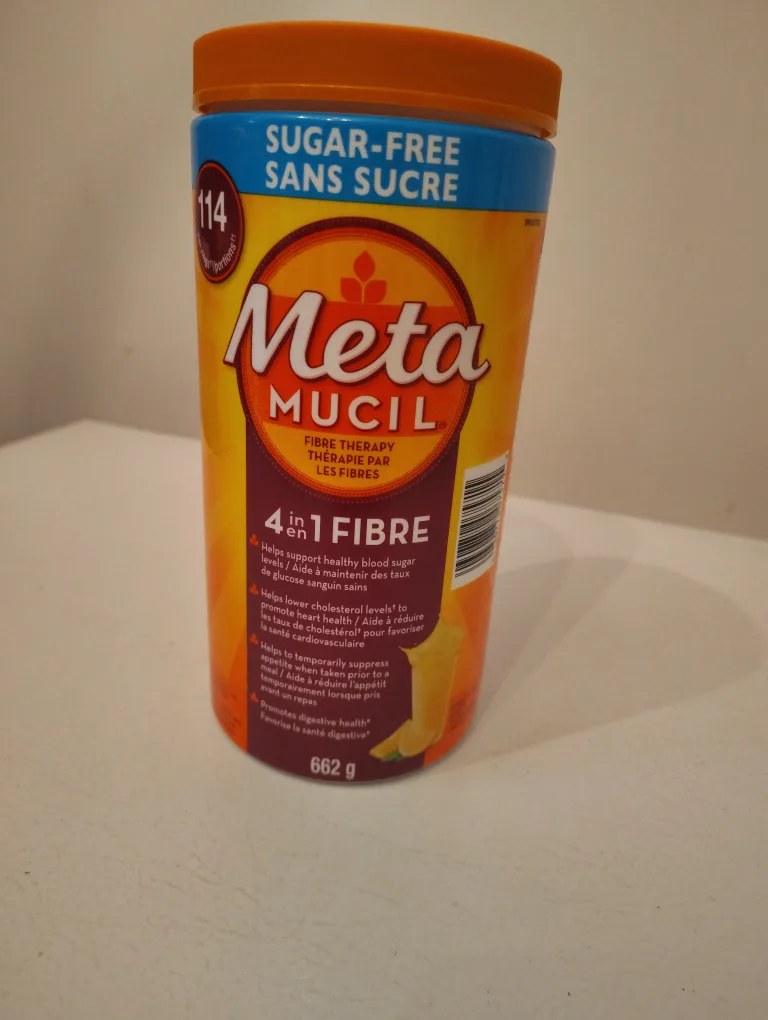 SUGAR-FREE
SANS SUCRE
114
portions††
Meta
MUCIL®
FIBRE THERAPY
THÉRAPIE PAR
LES FIBRES
4 in en 1 FIBRE
Helps support healthy blood sugar
levels / Aide à maintenir des taux
de glucose sanguin sains
Helps lower cholesterol levels† to
promote heart health / Aide à réduire
les taux de cholestérol† pour favoriser
la santé cardiovasculaire
Helps to temporarily suppress
appetite when taken prior to a
meal / Aide à réduire l'appétit
temporairement lorsque pris
avant un repas
Promotes digestive health*
Favorise la santé digestive*
662 g